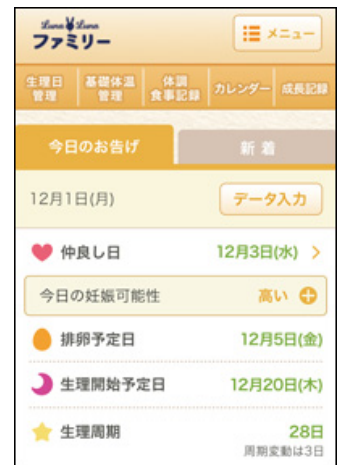 Luna Luna
ファミリー
メニュー
生理日管理
基礎体温管理
体調食事記録
カレンダー
成長記録
今日のお告げ
新着
12月1日(月)
データ入力
仲良し日 12月3日(水)
今日の妊娠可能性 高い
排卵予定日 12月5日(金)
生理開始予定日 12月20日(木)
生理周期 28日
周期変動は3日